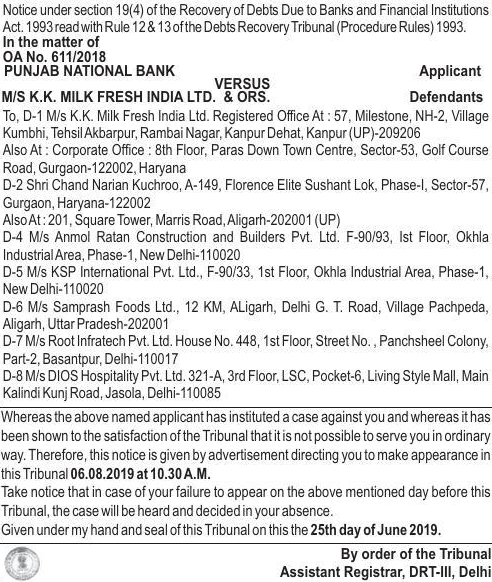 Notice under section 19(4) of the Recovery of Debts Due to Banks and Financial Institutions
Act. 1993 read with Rule 12 & 13 of the Debts Recovery Tribunal (Procedure Rules) 1993.
In the matter of
OA No. 611/2018
PUNJAB NATIONAL BANK Applicant
VERSUS
M/S K.K. MILK FRESH INDIA LTD. & ORS. Defendants
To, D-1 M/s K.K. Milk Fresh India Ltd. Registered Office At : 57, Milestone, NH-2, Village
Kumbhi, Tehsil Akbarpur, Rambai Nagar, Kanpur Dehat, Kanpur (UP)-209206
Also At : Corporate Office : 8th Floor, Paras Down Town Centre, Sector-53, Golf Course
Road, Gurgaon-122002, Haryana
D-2 Shri Chand Narian Kuchroo, A-149, Florence Elite Sushant Lok, Phase-I, Sector-57,
Gurgaon, Haryana-122002
Also At : 201, Square Tower, Marris Road, Aligarh-202001 (UP)
D-4 M/s Anmol Ratan Construction and Builders Pvt. Ltd. F-90/93, Ist Floor, Okhla
Industrial Area, Phase-1, New Delhi-110020
D-5 M/s KSP International Pvt. Ltd., F-90/33, 1st Floor, Okhla Industrial Area, Phase-1,
New Delhi-110020
D-6 M/s Samprash Foods Ltd., 12 KM, ALigarh, Delhi G. T. Road, Village Pachpeda,
Aligarh, Uttar Pradesh-202001
D-7 M/s Root Infratech Pvt. Ltd. House No. 448, 1st Floor, Street No. , Panchsheel Colony,
Part-2, Basantpur, Delhi-110017
D-8 M/s DIOS Hospitality Pvt. Ltd. 321-A, 3rd Floor, LSC, Pocket-6, Living Style Mall, Main
Kalindi Kunj Road, Jasola, Delhi-110085
Whereas the above named applicant has instituted a case against you and whereas it has
been shown to the satisfaction of the Tribunal that it is not possible to serve you in ordinary
way. Therefore, this notice is given by advertisement directing you to make appearance in
this Tribunal 06.08.2019 at 10.30 A.M.
Take notice that in case of your failure to appear on the above mentioned day before this
Tribunal, the case will be heard and decided in your absence.
Given under my hand and seal of this Tribunal on this the 25th day of June 2019.
By order of the Tribunal
Assistant Registrar, DRT-III, Delhi